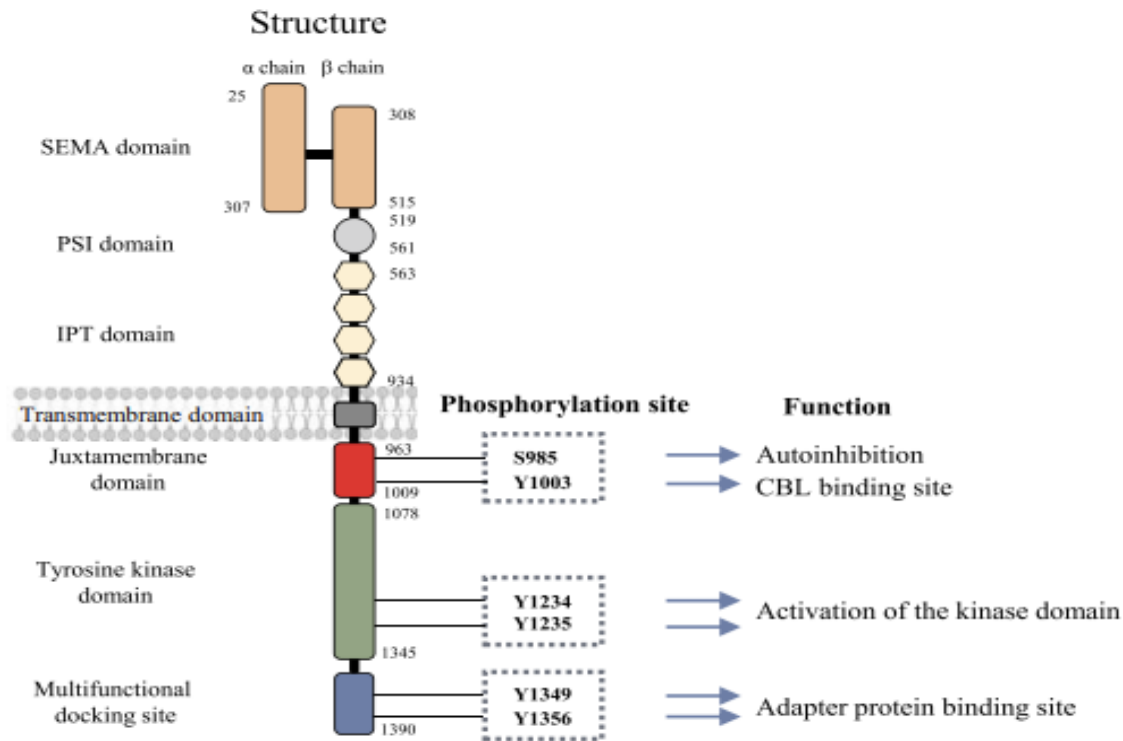 Structure
α chain β chain
25
308
SEMA domain
307
515
519
PSI domain
561
563
IPT domain
934
Transmembrane domain
Phosphorylation site
Function
Juxtamembrane
domain
963
S985
Autoinhibition
Y1003
CBL binding site
1009
1078
Tyrosine kinase
domain
Y1234
Y1235
Activation of the kinase domain
1345
Multifunctional
docking site
Y1349
Y1356
Adapter protein binding site
1390